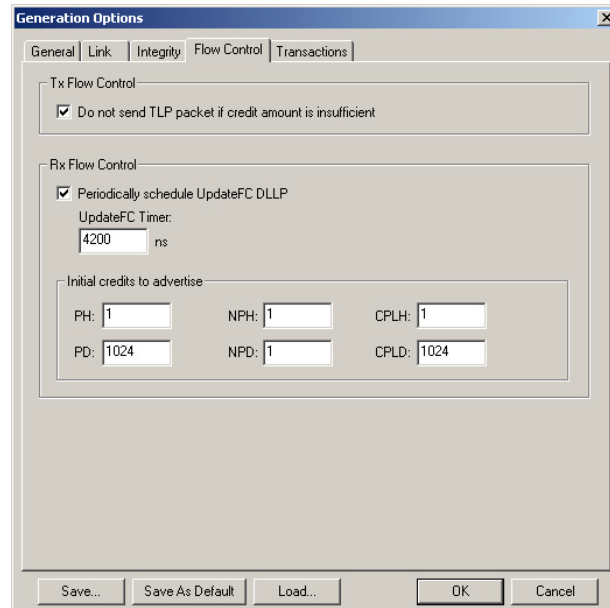 Generation Options
General Link Integrity Flow Control Transactions
Tx Flow Control
Do not send TLP packet if credit amount is insufficient
Rx Flow Control
Periodically schedule UpdateFC DLLP
UpdateFC Timer:
4200 ns
Initial credits to advertise
PH: 1 NPH: 1 CPLH: 1
PD: 1024 NPD: 1 CPLD: 1024
Save... Save As Default Load... OK Cancel